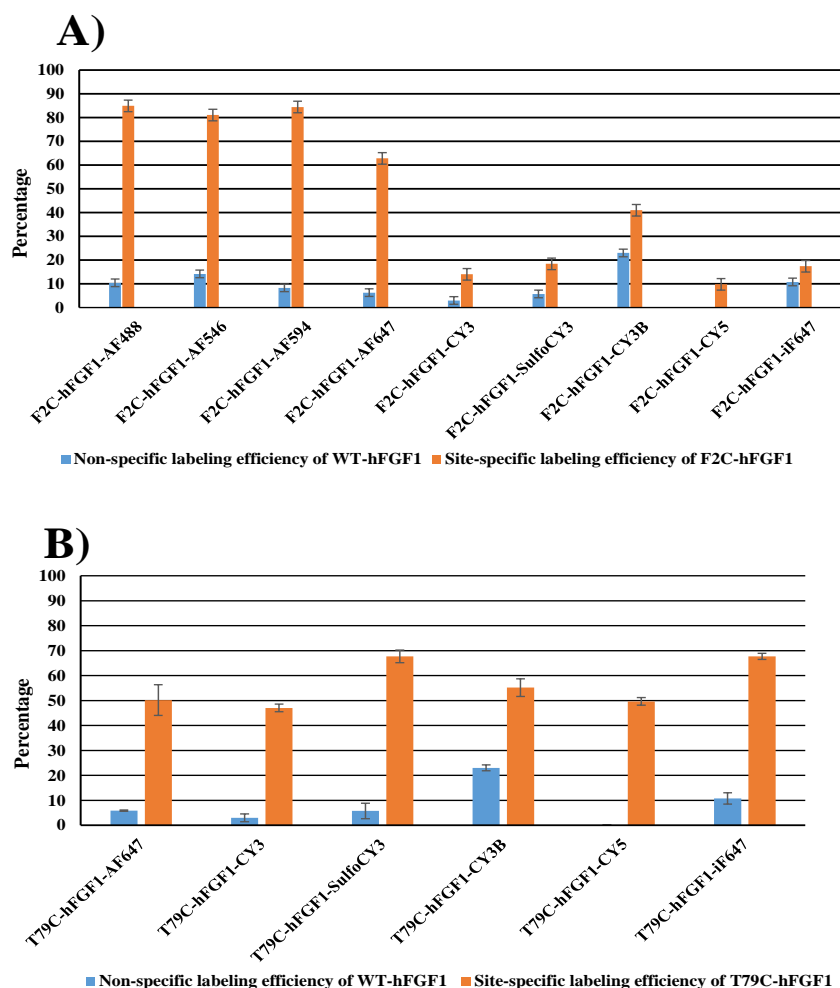 A)
100
90
80
70
60
50
40
30
20
10
0
Percentage
F2C-hFGF1-AF488
F2C-hFGF1-AF546
F2C-hFGF1-AF594
F2C-hFGF1-AF647
F2C-hFGF1-CY3
F2C-hFGF1-SulfoCY3
F2C-hFGF1-CY3B
F2C-hFGF1-CY5
F2C-hFGF1-iF647
Non-specific labeling efficiency of WT-hFGF1 Site-specific labeling efficiency of F2C-hFGF1
B)
100
90
80
70
60
50
40
30
20
10
0
Percentage
T79C-hFGF1-AF647
T79C-hFGF1-CY3
T79C-hFGF1-SulfoCY3
T79C-hFGF1-CY3B
T79C-hFGF1-CY5
T79C-hFGF1-iF647
Non-specific labeling efficiency of WT-hFGF1 Site-specific labeling efficiency of T79C-hFGF1